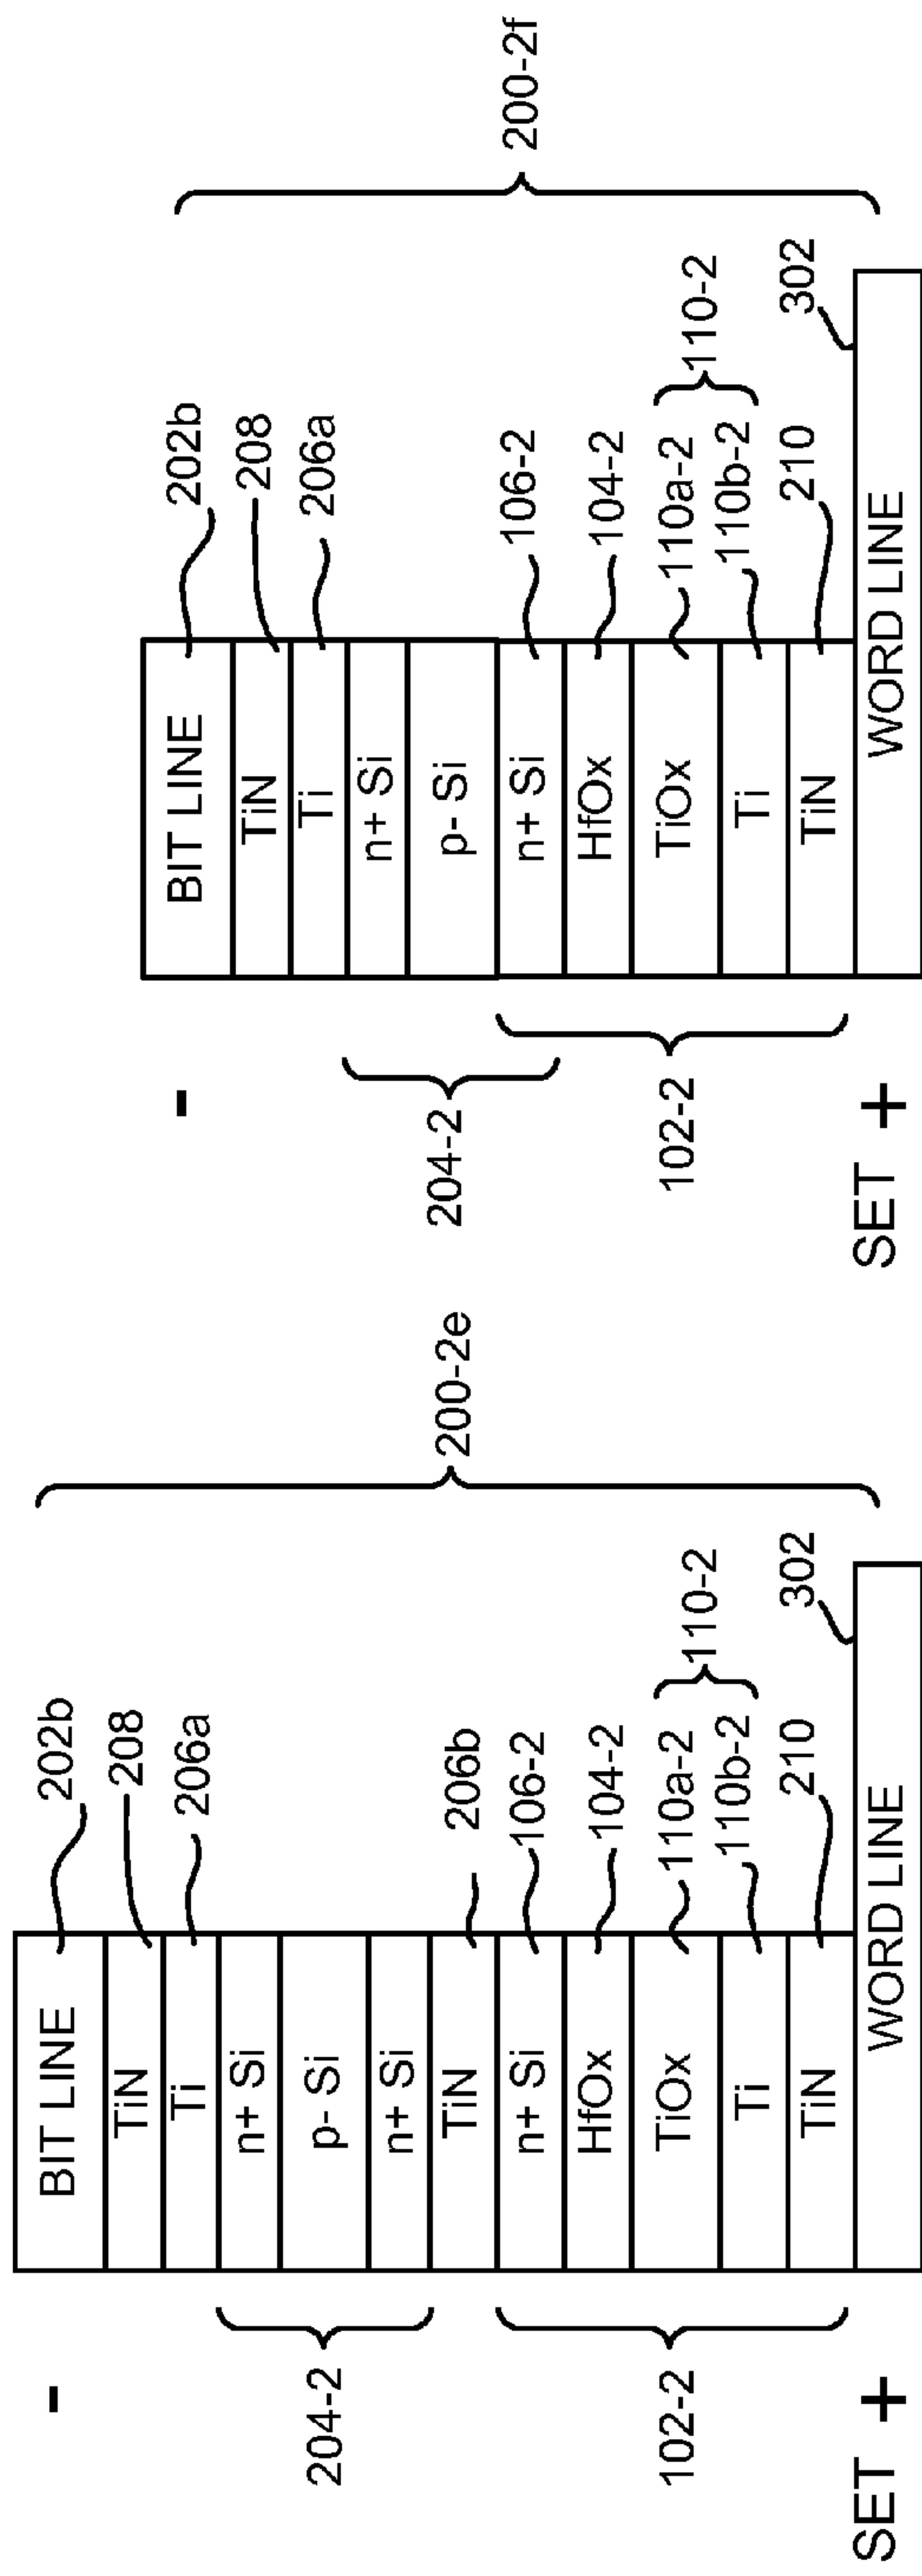 BIT LINE
TiN
Ti
n+ Si
p- Si
n+ Si
TiN
n+ Si
HfOx
TiOx
Ti
TiN
WORD LINE
202b
208
206a
206b
106-2
104-2
110a-2
110b-2
110-2
210
302
200-2e
-
204-2
102-2
SET +
BIT LINE
TiN
Ti
n+ Si
p- Si
n+ Si
HfOx
TiOx
Ti
TiN
WORD LINE
202b
208
206a
106-2
104-2
110a-2
110b-2
110-2
210
302
200-2f
-
204-2
102-2
SET +